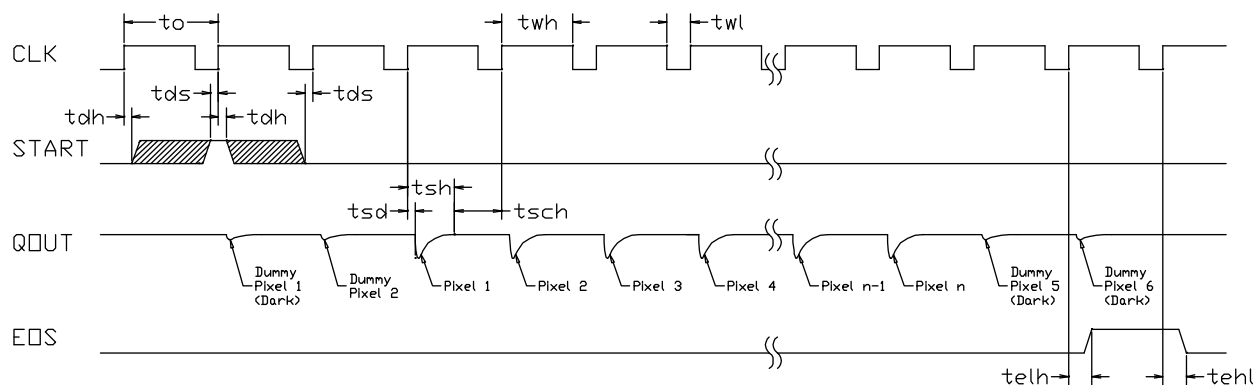 to
twh
twl
CLK
tds
tds
tdh
tdh
START
tsh
tsd
tsch
QOUT
Dummy
Pixel 1
(Dark)
Dummy
Pixel 2
Pixel 1
Pixel 2
Pixel 3
Pixel 4
Pixel n-1
Pixel n
Dummy
Pixel 5
(Dark)
Dummy
Pixel 6
(Dark)
EOS
telh
tehl